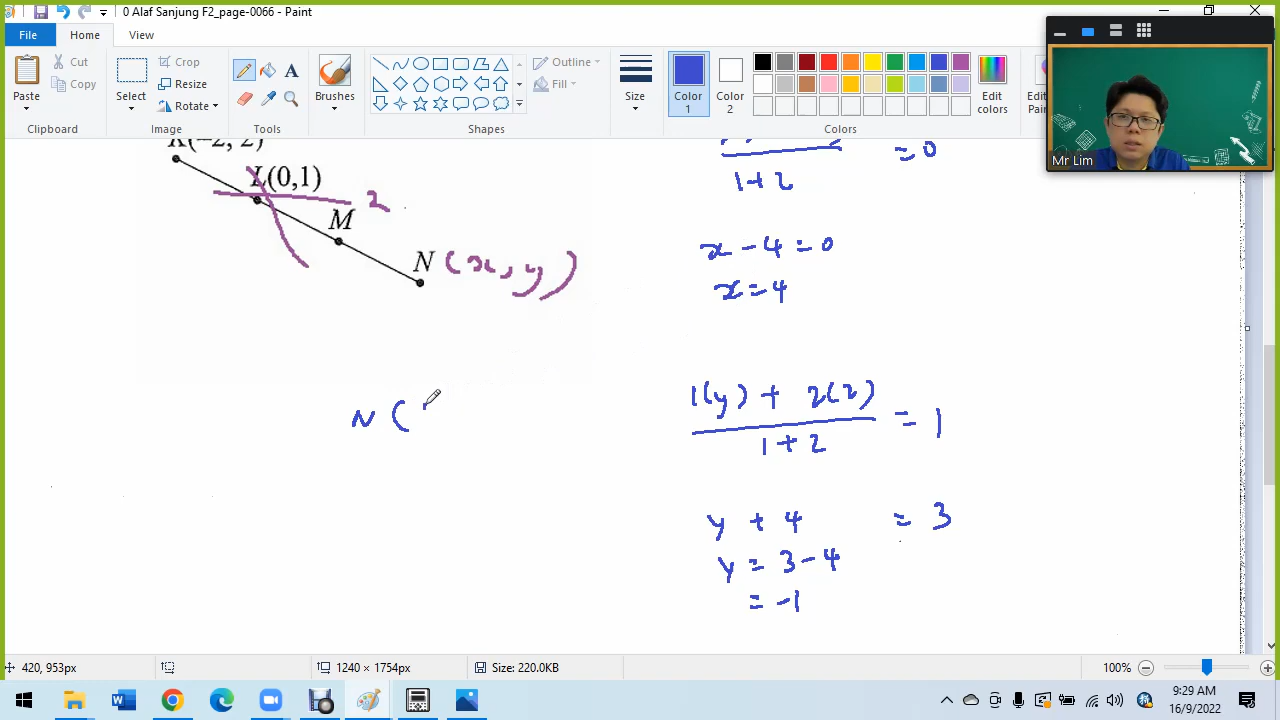 0 Alaf Sanjung F2_page-0066 - Paint
File Home View
Paste
Cut
Copy
Clipboard
Select
Crop
Resize
Rotate
Image
A
Tools
Brushes
Outline
Fill
Shapes
Size
Color 1
Color 2
Edit colors
Colors
Mr Lim
(0,1)
2
M
N (x, y)
N (
= 0
1 + 2
x - 4 = 0
x = 4
1(y) + 2(2)
1 + 2
= 1
y + 4 = 3
y = 3 - 4
= -1
420, 953px
1240 × 1754px
Size: 220.0KB
100%
9:29 AM
16/9/2022